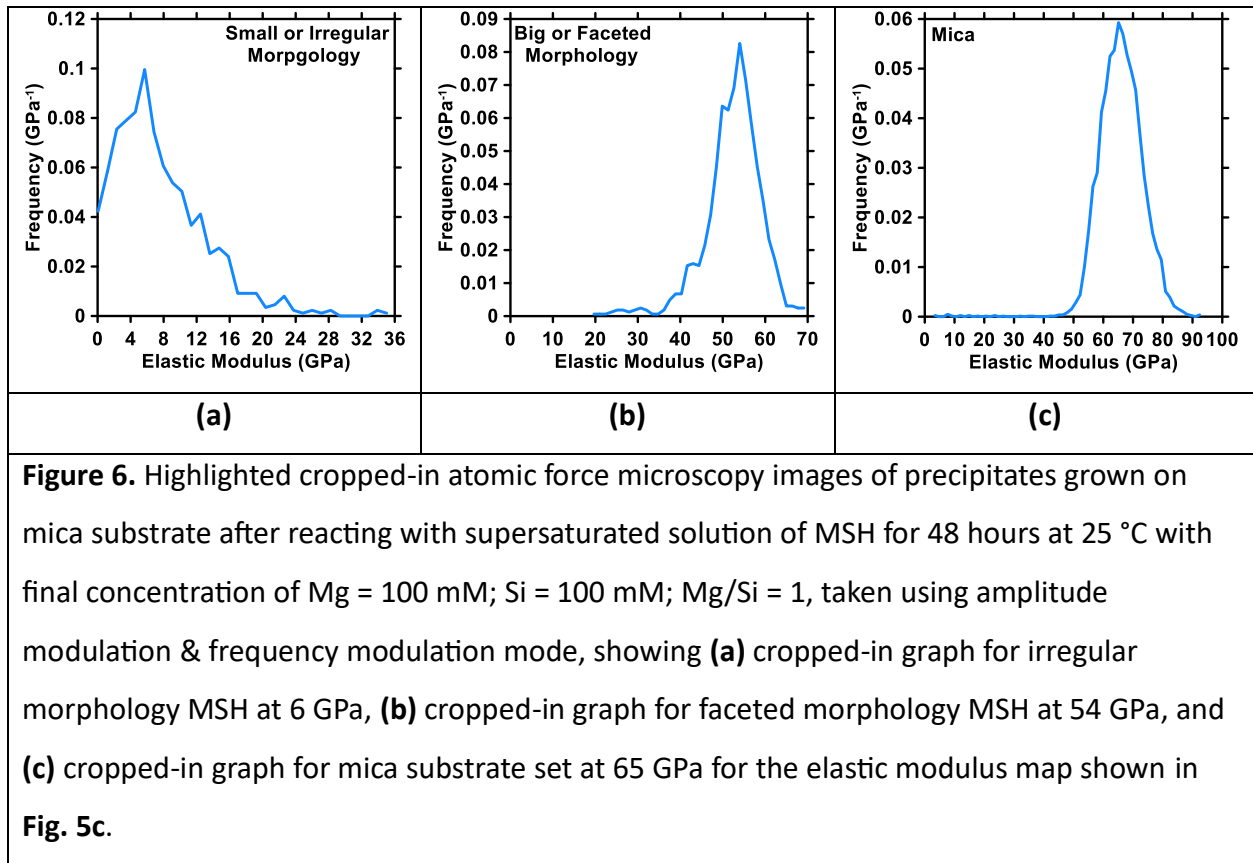 0.12
0.1
0.08
0.06
0.04
0.02
0
Frequency (GPa⁻¹)
Small or Irregular
Morpgology
0 4 8 12 16 20 24 28 32 36
Elastic Modulus (GPa)
0.09
0.08
0.07
0.06
0.05
0.04
0.03
0.02
0.01
0
Frequency (GPa⁻¹)
Big or Faceted
Morphology
0 10 20 30 40 50 60 70
Elastic Modulus (GPa)
0.06
0.05
0.04
0.03
0.02
0.01
0
Frequency (GPa⁻¹)
Mica
0 10 20 30 40 50 60 70 80 90 100
Elastic Modulus (GPa)
(a)
(b)
(c)
Figure 6. Highlighted cropped-in atomic force microscopy images of precipitates grown on
mica substrate after reacting with supersaturated solution of MSH for 48 hours at 25 °C with
final concentration of Mg = 100 mM; Si = 100 mM; Mg/Si = 1, taken using amplitude
modulation & frequency modulation mode, showing (a) cropped-in graph for irregular
morphology MSH at 6 GPa, (b) cropped-in graph for faceted morphology MSH at 54 GPa, and
(c) cropped-in graph for mica substrate set at 65 GPa for the elastic modulus map shown in
Fig. 5c.